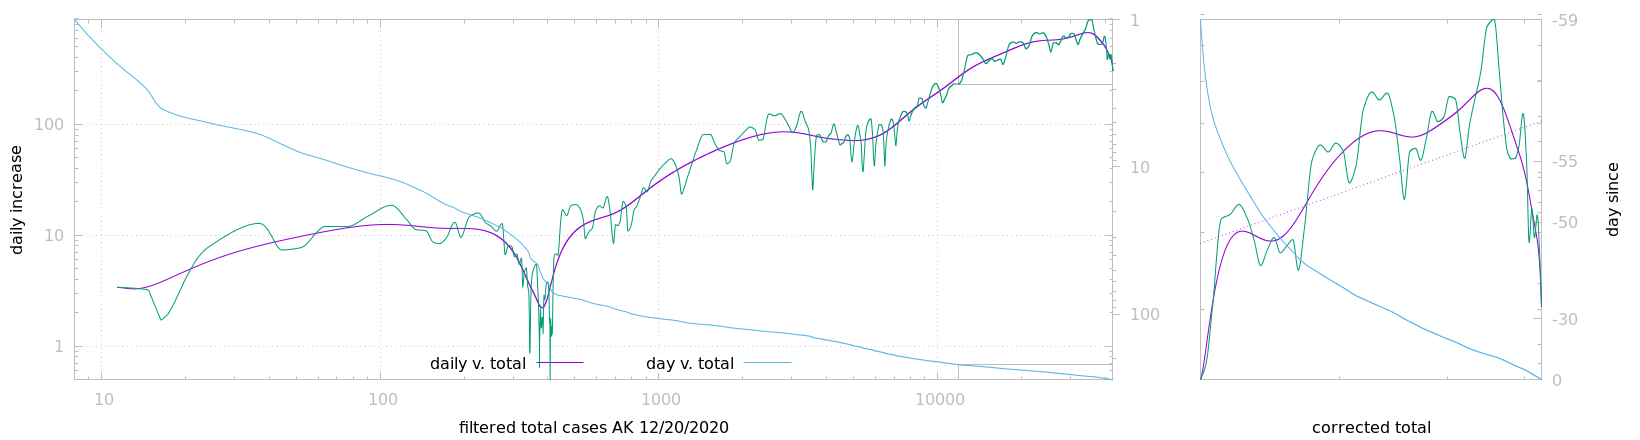 daily increase
100
10
1
10
100
1000
10000
filtered total cases AK 12/20/2020
daily v. total
day v. total
1
10
100
-59
-55
-50
-30
0
day since
corrected total